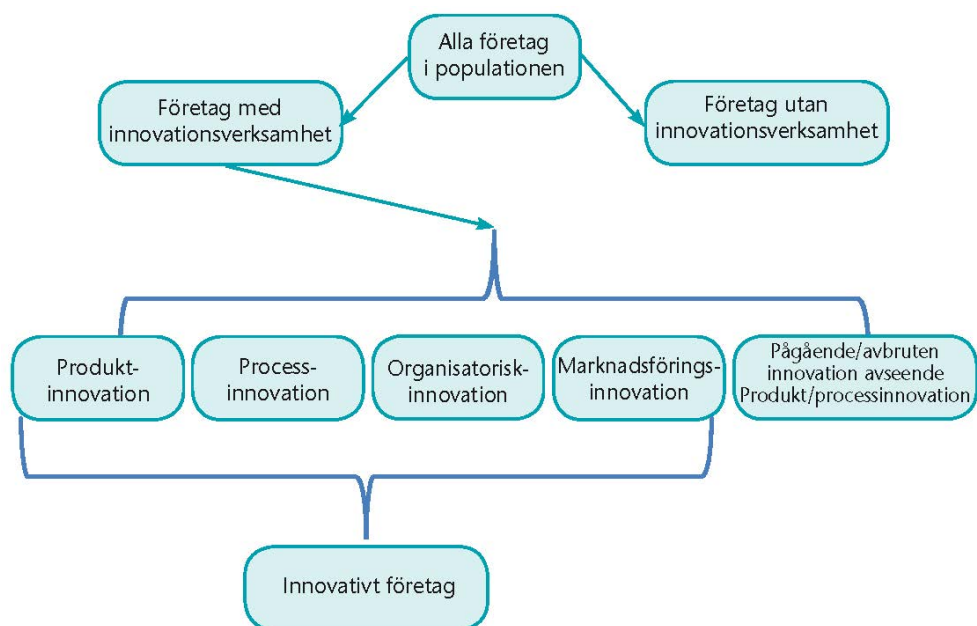 Alla företag
i populationen
Företag med
innovationsverksamhet
Företag utan
innovationsverksamhet
Produkt-
innovation
Process-
innovation
Organisatorisk-
innovation
Marknadsförings-
innovation
Pågående/avbruten
innovation avseende
Produkt/processinnovation
Innovativt företag